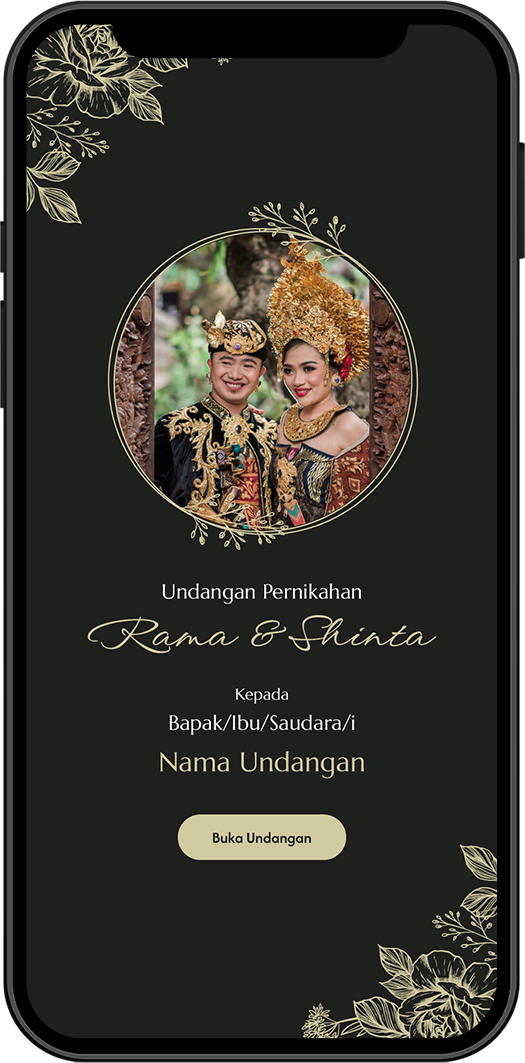 Undangan Pernikahan
Rama & Shinta
Kepada
Bapak/Ibu/Saudara/i
Nama Undangan
Buka Undangan